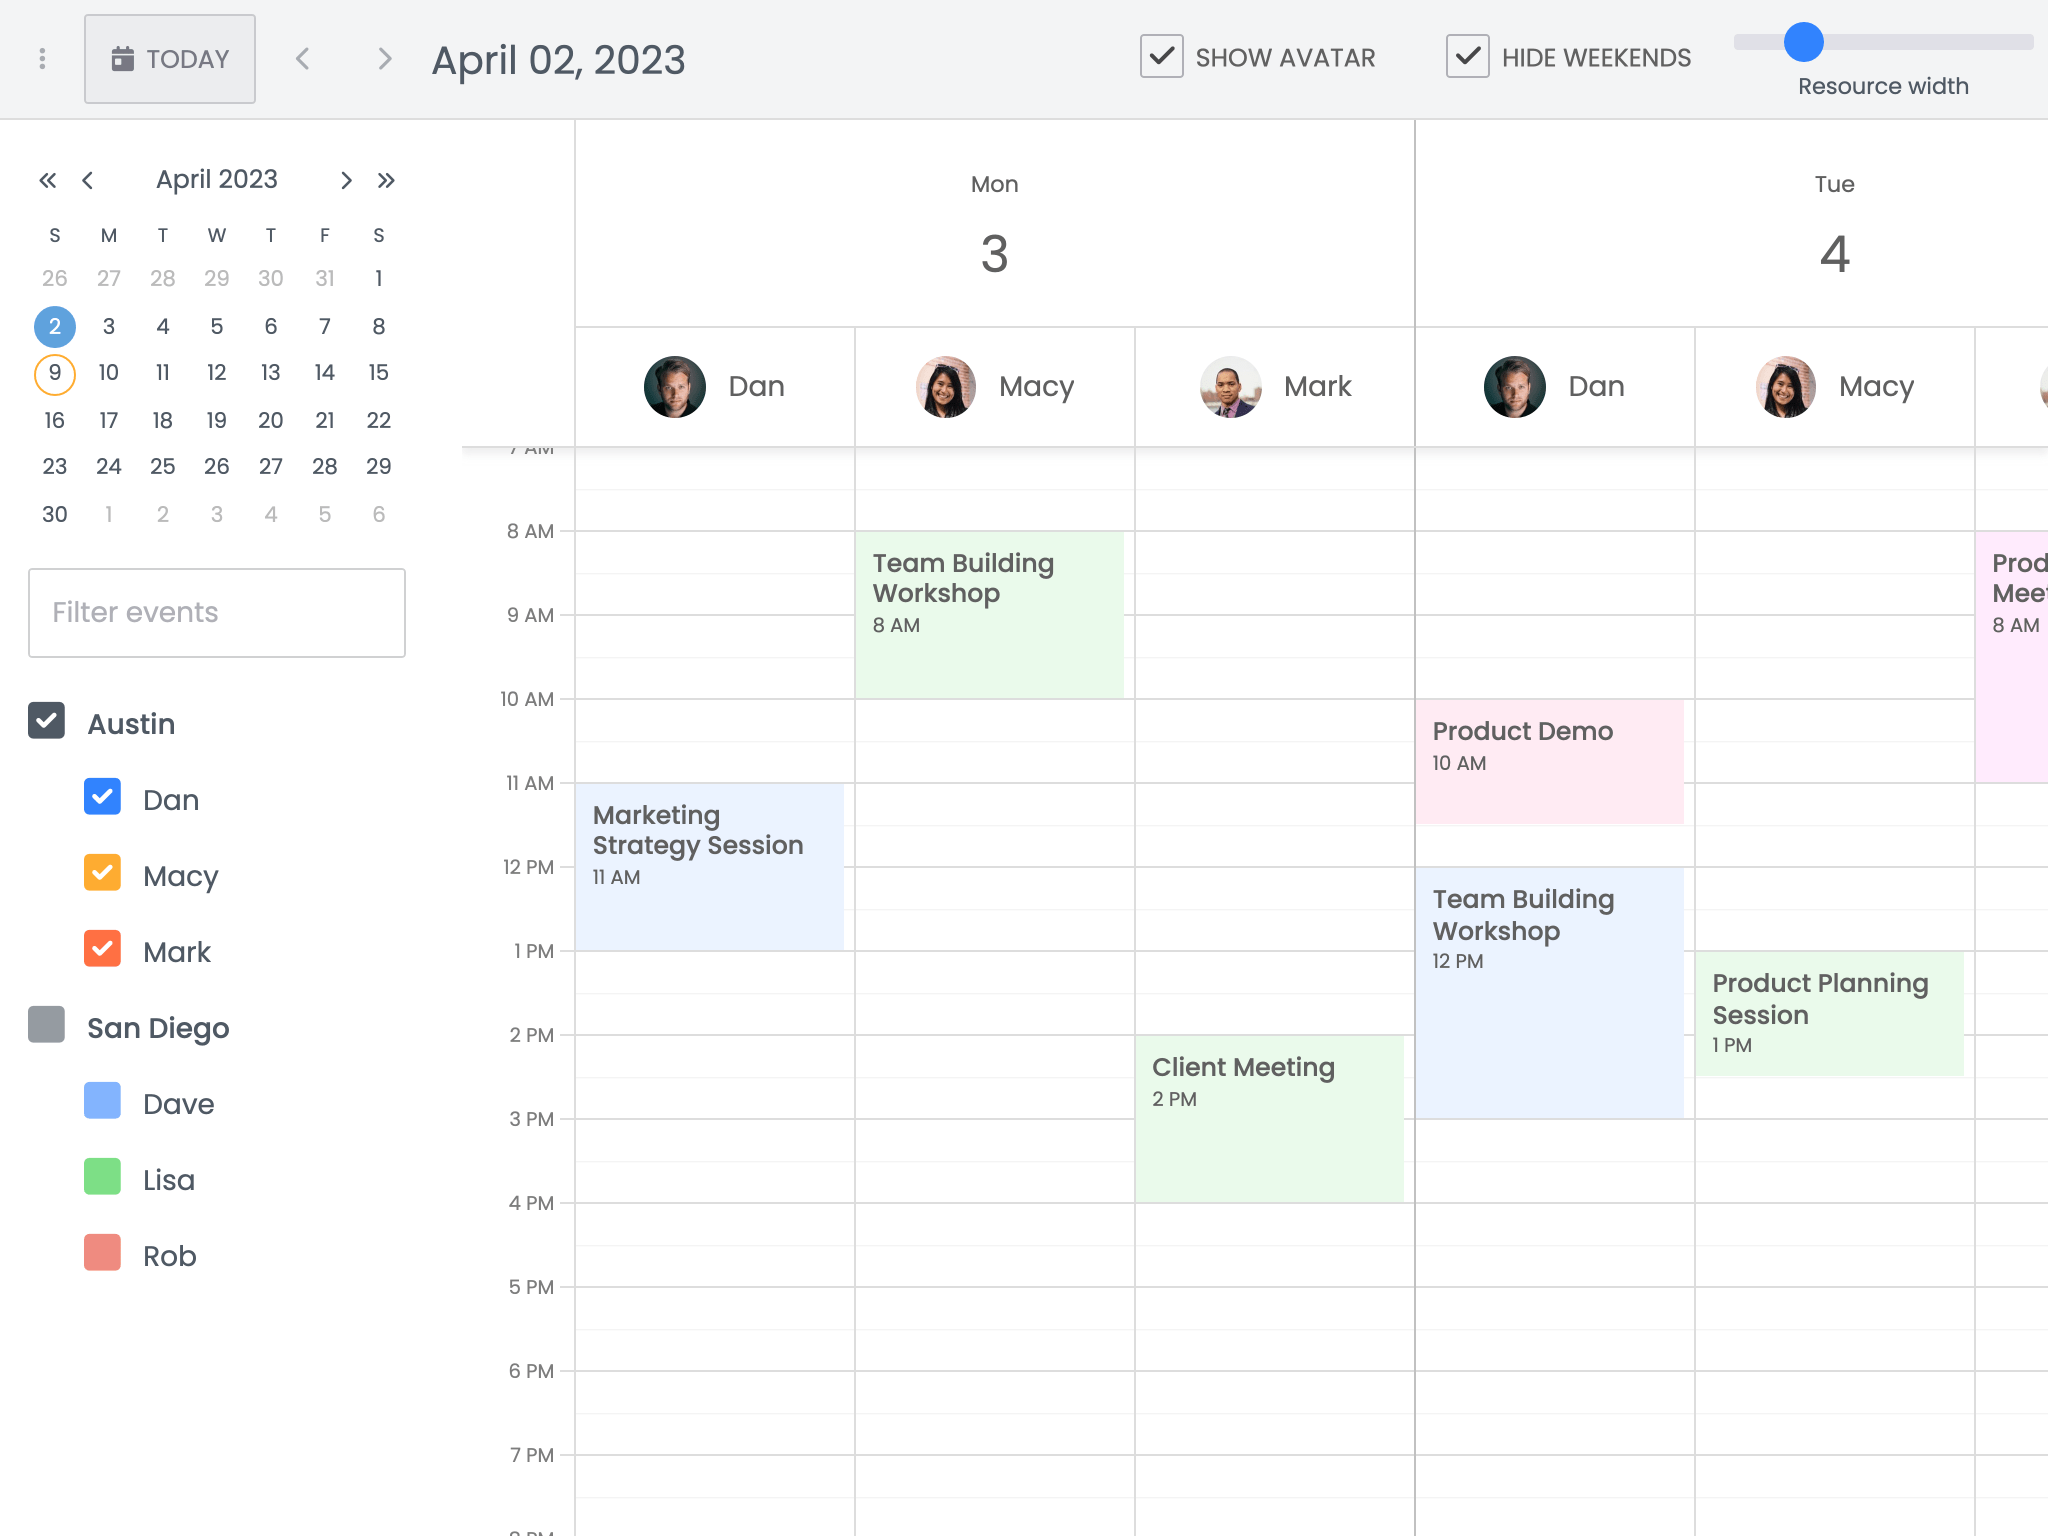 TODAY
April 02, 2023
SHOW AVATAR
HIDE WEEKENDS
Resource width
April 2023
S M T W T F S
26 27 28 29 30 31 1
2 3 4 5 6 7 8
9 10 11 12 13 14 15
16 17 18 19 20 21 22
23 24 25 26 27 28 29
30 1 2 3 4 5 6
Filter events
Austin
Dan
Macy
Mark
San Diego
Dave
Lisa
Rob
Mon
3
Tue
4
Dan
Macy
Mark
Dan
Macy
7 AM
8 AM
9 AM
10 AM
11 AM
12 PM
1 PM
2 PM
3 PM
4 PM
5 PM
6 PM
7 PM
Marketing
Strategy Session
11 AM
Team Building
Workshop
8 AM
Client Meeting
2 PM
Product Demo
10 AM
Team Building
Workshop
12 PM
Product Planning
Session
1 PM
Prod
Meet
8 AM